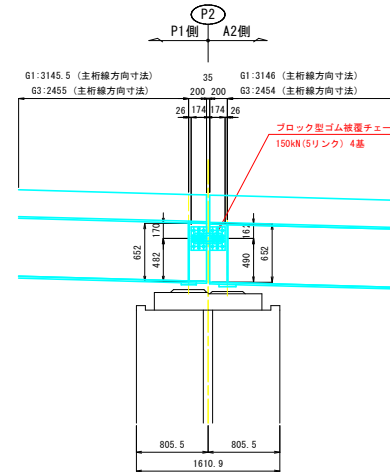 P2
P1側 A2側
G1:3145.5 (主桁線方向寸法) 35 G1:3146 (主桁線方向寸法)
G3:2455 (主桁線方向寸法) 200 200 G3:2454 (主桁線方向寸法)
26 174 174 26
ブロック型ゴム被覆チェー
150kN(5リンク) 4基
170
652 482 490 652
805.5 805.5
1610.9